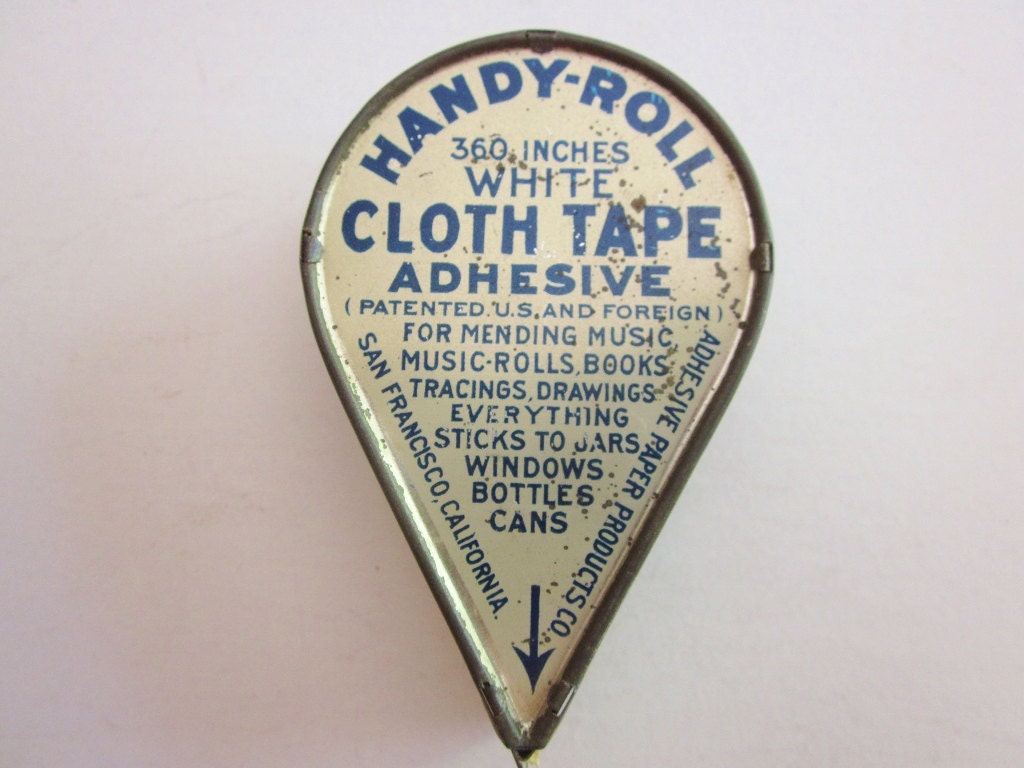 HANDY-ROLL
360 INCHES
WHITE
CLOTH TAPE
ADHESIVE
(PATENTED. U.S. AND FOREIGN)
FOR MENDING MUSIC,
MUSIC-ROLLS, BOOKS,
TRACINGS, DRAWINGS
EVERYTHING
STICKS TO JARS,
WINDOWS
BOTTLES
CANS
ADHESIVE PAPER PRODUCTS CO.
SAN FRANCISCO, CALIFORNIA.